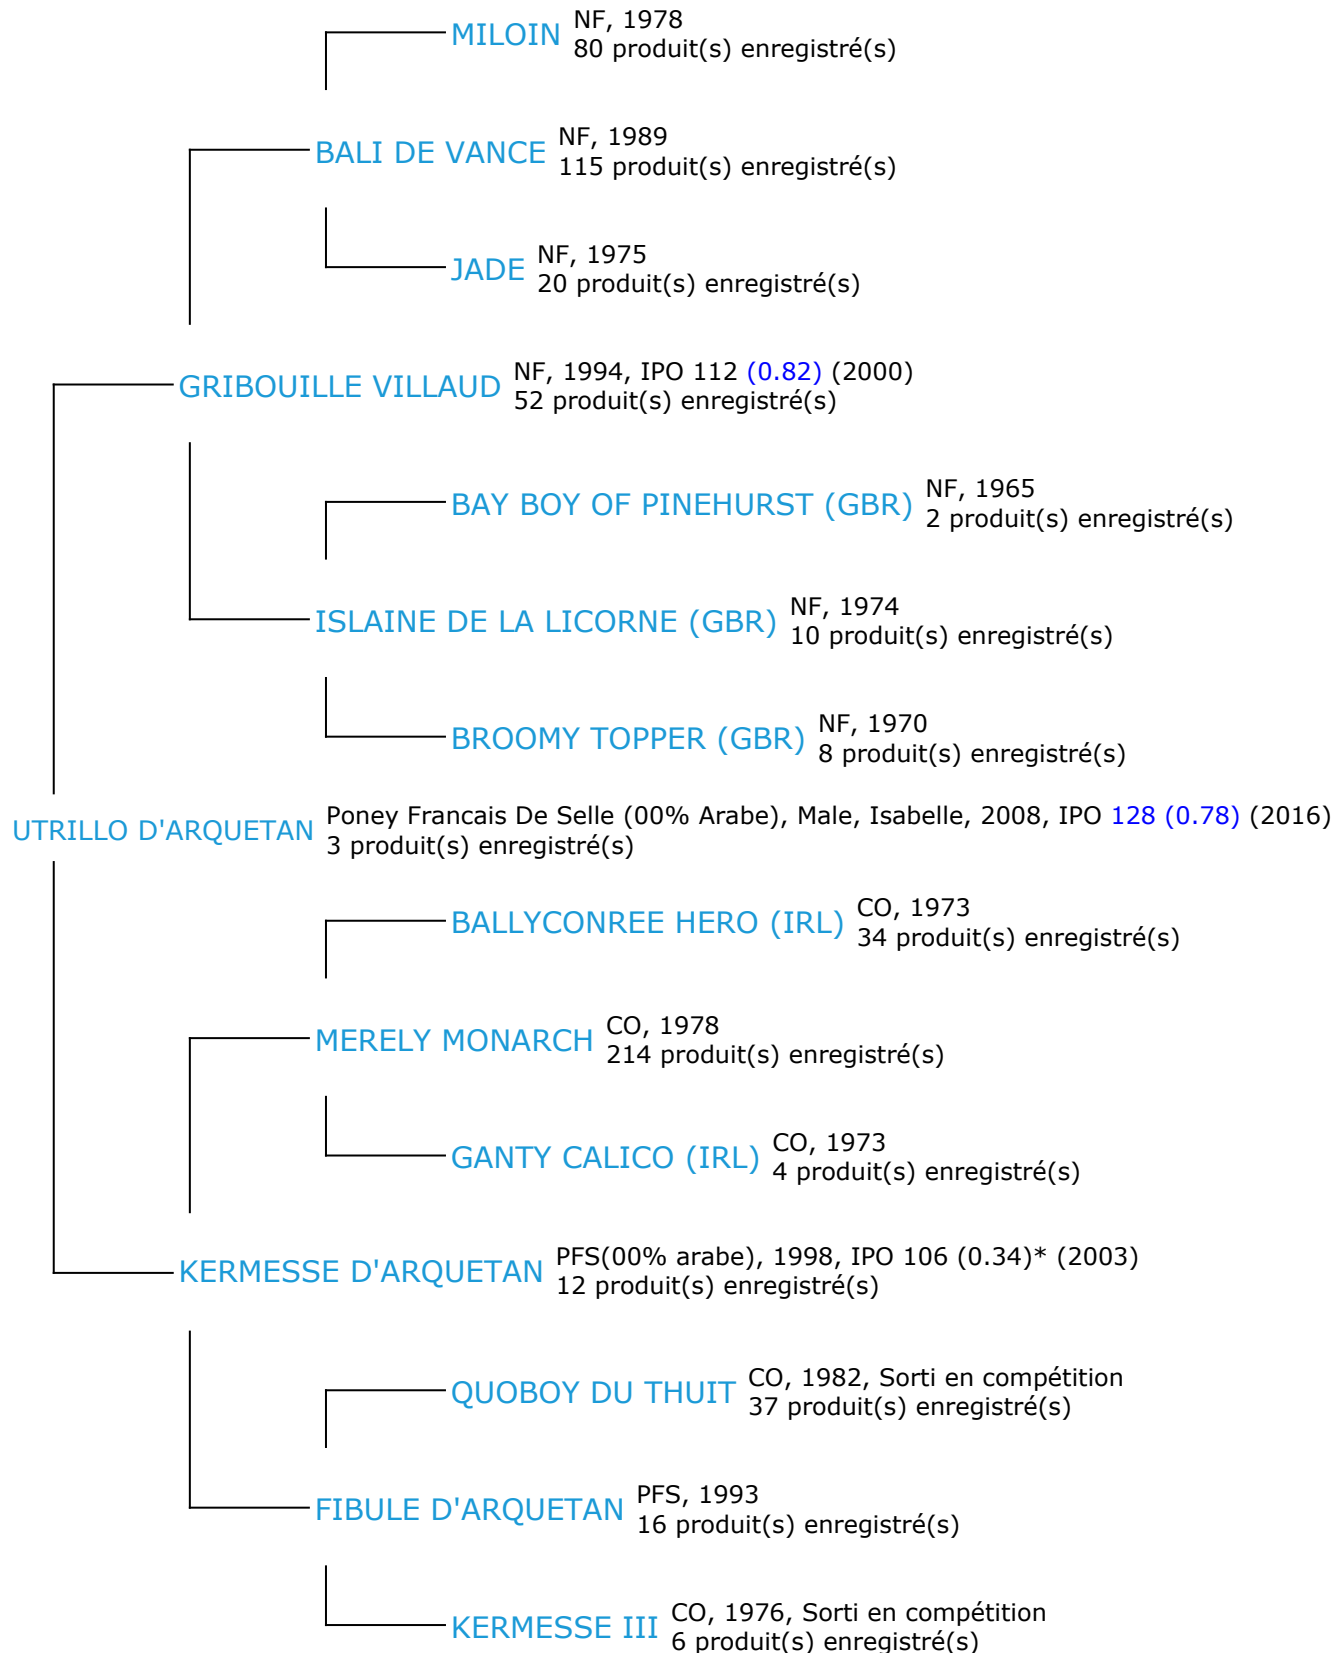 MILOIN NF, 1978
80 produit(s) enregistré(s)
BALI DE VANCE NF, 1989
115 produit(s) enregistré(s)
JADE NF, 1975
20 produit(s) enregistré(s)
GRIBOUILLE VILLAUD NF, 1994, IPO 112 (0.82) (2000)
52 produit(s) enregistré(s)
BAY BOY OF PINEHURST (GBR) NF, 1965
2 produit(s) enregistré(s)
ISLAINE DE LA LICORNE (GBR) NF, 1974
10 produit(s) enregistré(s)
BROOMY TOPPER (GBR) NF, 1970
8 produit(s) enregistré(s)
UTRILLO D'ARQUETAN Poney Francais De Selle (00% Arabe), Male, Isabelle, 2008, IPO 128 (0.78) (2016)
3 produit(s) enregistré(s)
BALLYCONREE HERO (IRL) CO, 1973
34 produit(s) enregistré(s)
MERELY MONARCH CO, 1978
214 produit(s) enregistré(s)
GANTY CALICO (IRL) CO, 1973
4 produit(s) enregistré(s)
KERMESSE D'ARQUETAN PFS(00% arabe), 1998, IPO 106 (0.34)* (2003)
12 produit(s) enregistré(s)
QUOBOY DU THUIT CO, 1982, Sorti en compétition
37 produit(s) enregistré(s)
FIBULE D'ARQUETAN PFS, 1993
16 produit(s) enregistré(s)
KERMESSE III CO, 1976, Sorti en compétition
6 produit(s) enregistré(s)